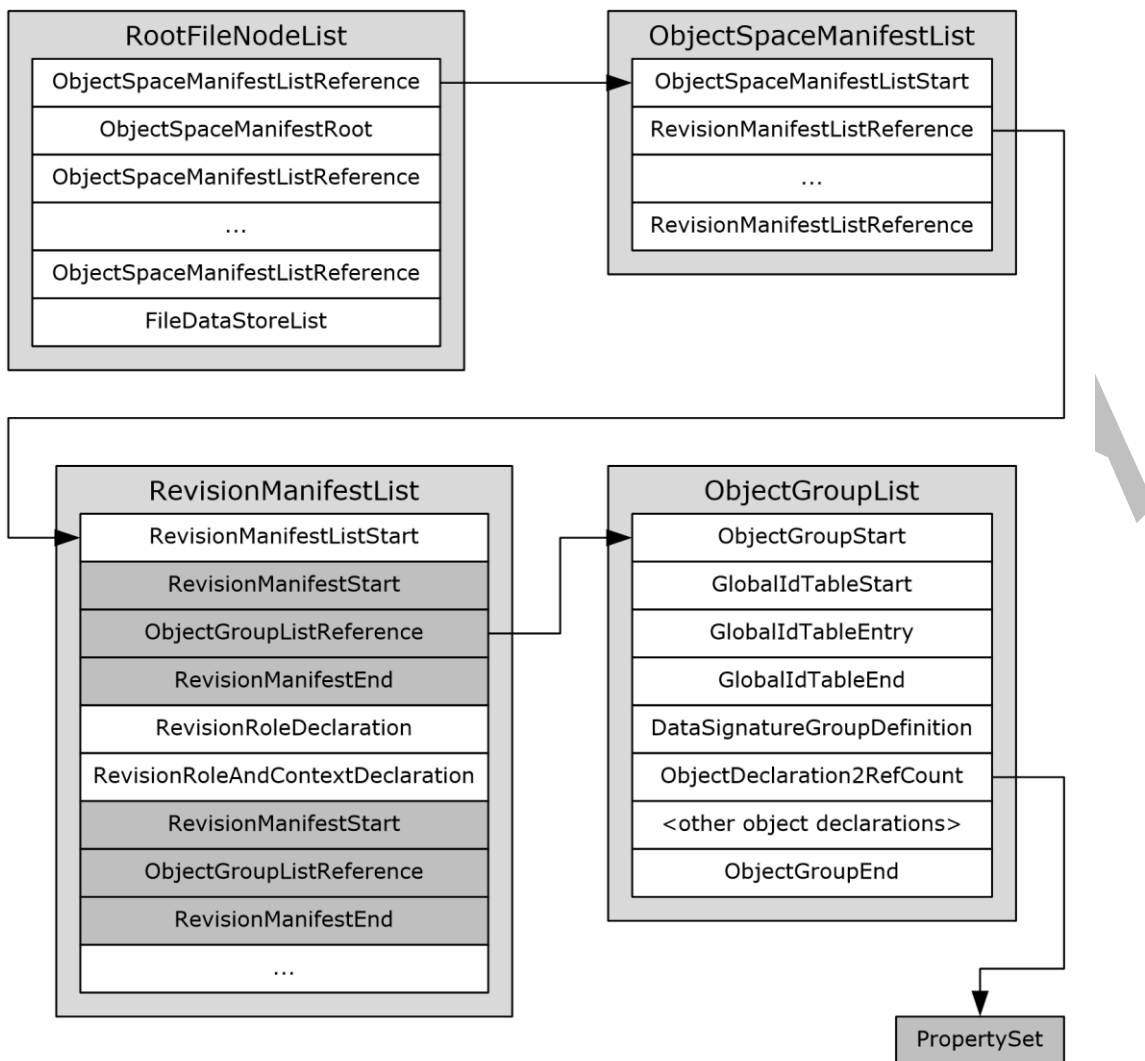 RootFileNodeList
ObjectSpaceManifestListReference
ObjectSpaceManifestRoot
ObjectSpaceManifestListReference
...
ObjectSpaceManifestListReference
FileDataStoreList
ObjectSpaceManifestList
ObjectSpaceManifestListStart
RevisionManifestListReference
...
RevisionManifestListReference
RevisionManifestList
RevisionManifestListStart
RevisionManifestStart
ObjectGroupListReference
RevisionManifestEnd
RevisionRoleDeclaration
RevisionRoleAndContextDeclaration
RevisionManifestStart
ObjectGroupListReference
RevisionManifestEnd
...
ObjectGroupList
ObjectGroupStart
GlobalIdTableStart
GlobalIdTableEntry
GlobalIdTableEnd
DataSignatureGroupDefinition
ObjectDeclaration2RefCount
<other object declarations>
ObjectGroupEnd
PropertySet